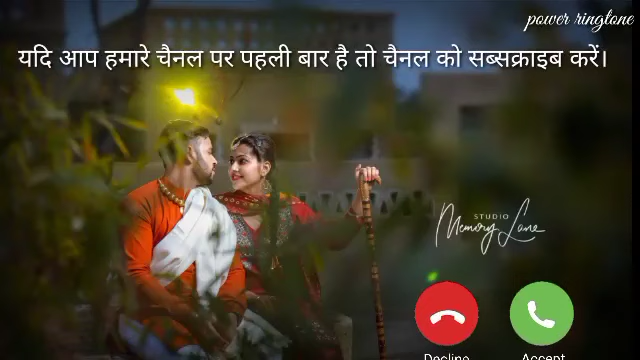 power ringtone
यदि आप हमारे चैनल पर पहली बार है तो चैनल को सब्सक्राइब करें।
STUDIO
Memory Lane
Decline
Accept